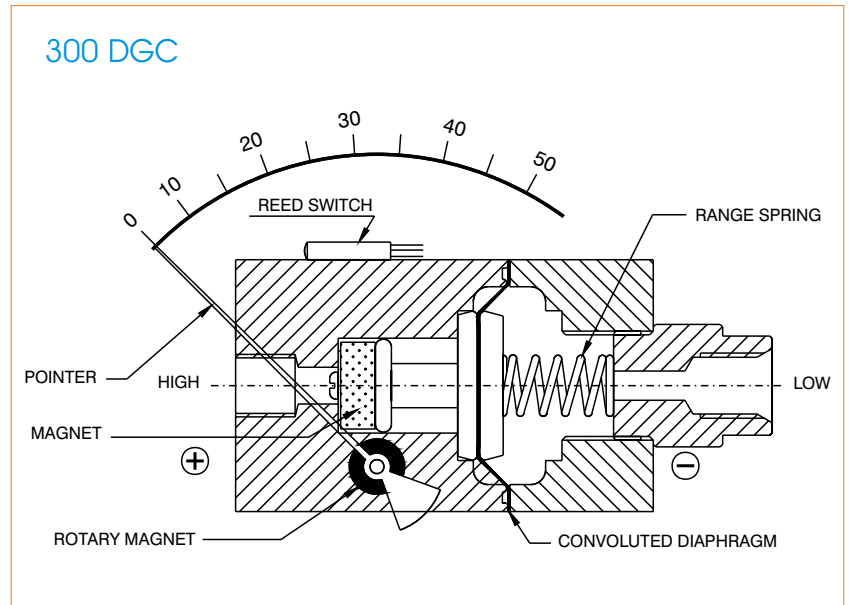 300 DGC
0
10
20
30
40
50
REED SWITCH
RANGE SPRING
POINTER
HIGH
LOW
MAGNET
+
−
ROTARY MAGNET
CONVOLUTED DIAPHRAGM